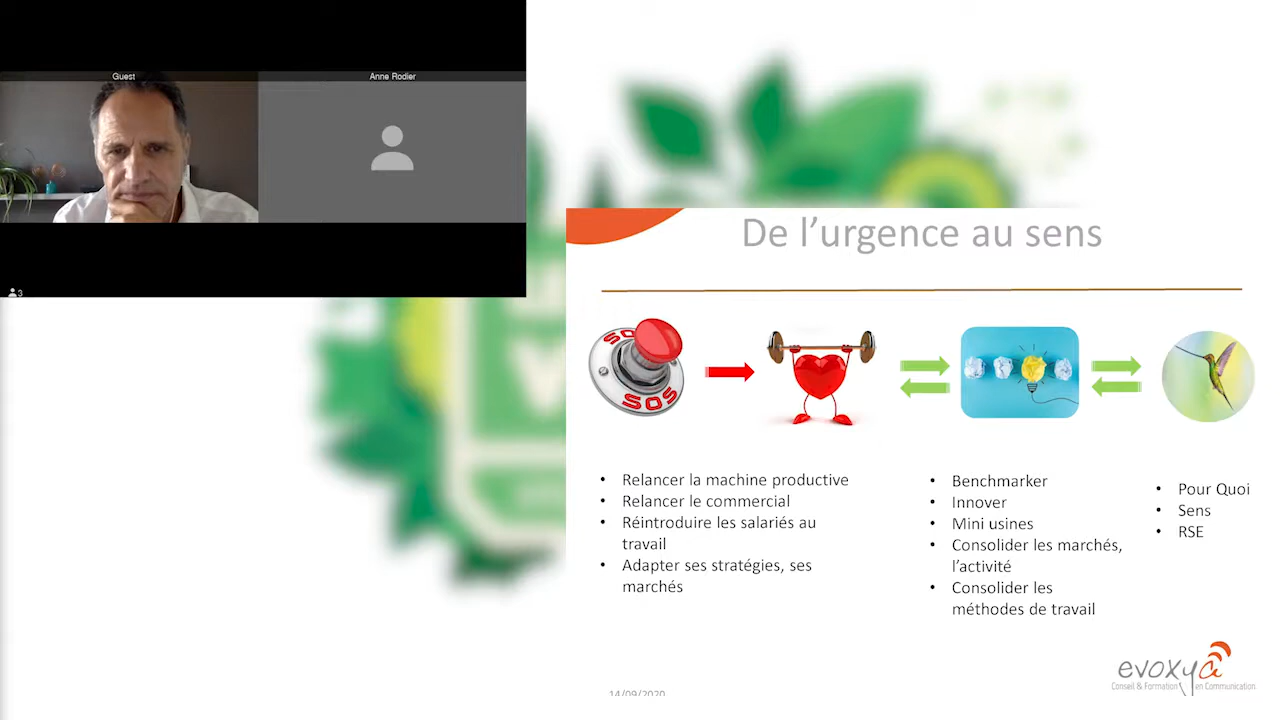 Guest
Anne Rodier
3
De l'urgence au sens
SOS
SOS
• Relancer la machine productive
• Relancer le commercial
• Réintroduire les salariés au
travail
• Adapter ses stratégies, ses
marchés
• Benchmarker
• Innover
• Mini usines
• Consolider les marchés,
l'activité
• Consolider les
méthodes de travail
• Pour Quoi
• Sens
• RSE
14/09/2020
evoxya
Conseil & Formation en Communication